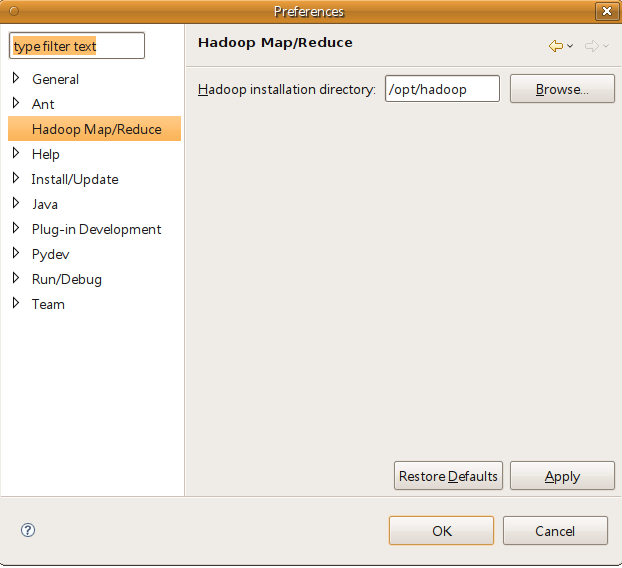 Preferences
type filter text
General
Ant
Hadoop Map/Reduce
Help
Install/Update
Java
Plug-in Development
Pydev
Run/Debug
Team
Hadoop Map/Reduce
Hadoop installation directory: /opt/hadoop Browse...
Restore Defaults Apply
? OK Cancel